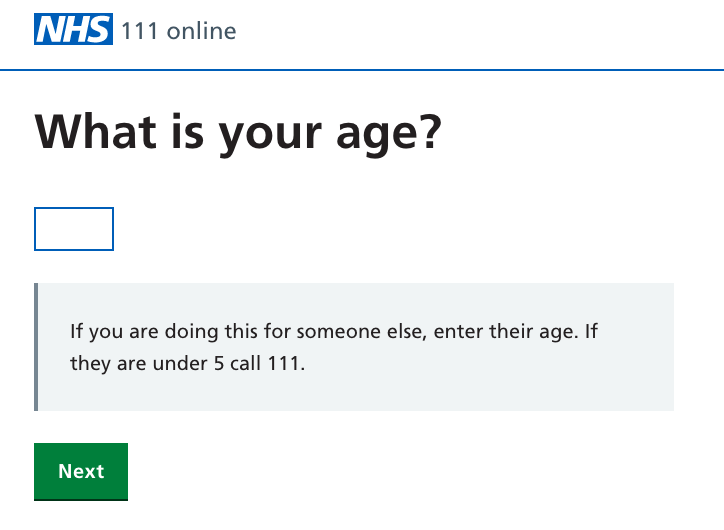 NHS 111 online
What is your age?
If you are doing this for someone else, enter their age. If
they are under 5 call 111.
Next